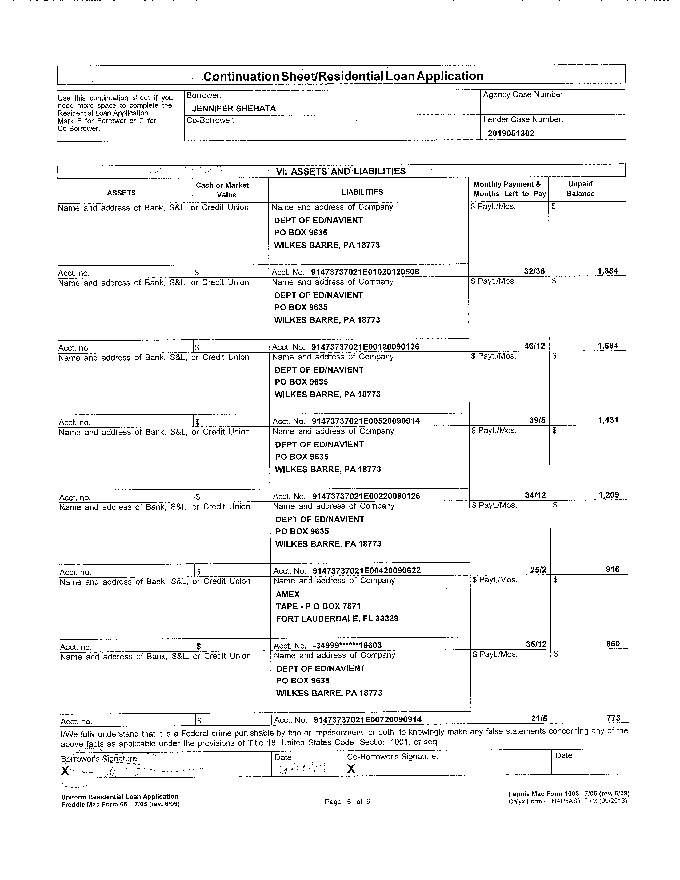 Continuation Sheet/Residential Loan Application
Use this continuation sheet if you
need more space to complete the
Residential Loan Application.
Mark B for Borrower or C for
Co-Borrower.
Borrower:
JENNIFER SHEHATA
Agency Case Number:
Co-Borrower:
Lender Case Number:
2019051302
VI. ASSETS AND LIABILITIES
ASSETS
Cash or Market
Value
LIABILITIES
Monthly Payment &
Months Left to Pay
Unpaid
Balance
Name and address of Bank, S&L, or Credit Union
Name and address of Company
$ Payt./Mos.
$
DEPT OF ED/NAVIENT
PO BOX 9635
WILKES BARRE, PA 18773
Acct. no.
$
Acct. No. 91473737021E01020120508
32/36
1,884
Name and address of Bank, S&L, or Credit Union
Name and address of Company
$ Payt./Mos.
$
DEPT OF ED/NAVIENT
PO BOX 9635
WILKES BARRE, PA 18773
Acct. no.
$
Acct. No. 91473737021E00120090126
46/12
1,684
Name and address of Bank, S&L, or Credit Union
Name and address of Company
$ Payt./Mos.
$
DEPT OF ED/NAVIENT
PO BOX 9635
WILKES BARRE, PA 18773
Acct. no.
$
Acct. No. 91473737021E00520090914
39/5
1,431
Name and address of Bank, S&L, or Credit Union
Name and address of Company
$ Payt./Mos.
$
DEPT OF ED/NAVIENT
PO BOX 9635
WILKES BARRE, PA 18773
Acct. no.
$
Acct. No. 91473737021E00220090126
34/12
1,209
Name and address of Bank, S&L, or Credit Union
Name and address of Company
$ Payt./Mos.
$
DEPT OF ED/NAVIENT
PO BOX 9635
WILKES BARRE, PA 18773
Acct. no.
$
Acct. No. 91473737021E00420090622
25/2
916
Name and address of Bank, S&L, or Credit Union
Name and address of Company
$ Payt./Mos.
$
AMEX
TAPE - P O BOX 7871
FORT LAUDERDALE, FL 33329
Acct. no.
$
-34999******18603
35/12
860
Name and address of Bank, S&L, or Credit Union
Name and address of Company
$ Payt./Mos.
$
DEPT OF ED/NAVIENT
PO BOX 9635
WILKES BARRE, PA 18773
Acct. no.
$
Acct. No. 91473737021E00720090914
21/5
773
I/We fully understand that it is a Federal crime punishable by fine or imprisonment, or both, to knowingly make any false statements concerning any of the
above facts as applicable under the provisions of Title 18, United States Code, Section 1001, et seq.
Borrower's Signature
X
Date
Co-Borrower's Signature:
X
Date
Uniform Residential Loan Application
Freddie Mac Form 65 7/05 (rev. 6/09)
Page 6 of 6
Fannie Mae Form 1003 7/05 (rev. 6/09)